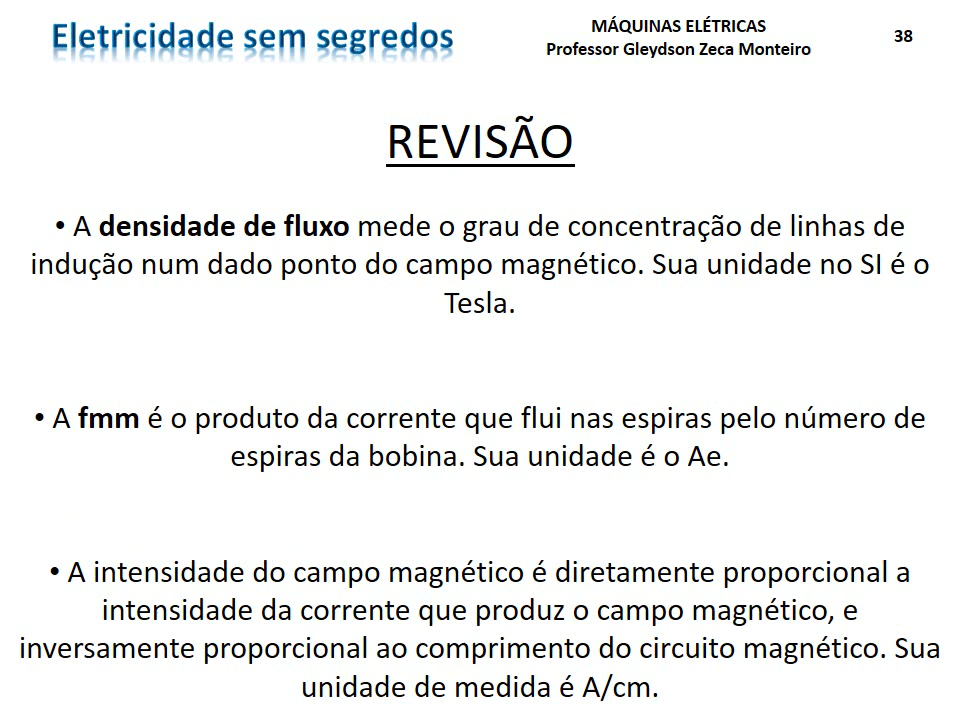 Eletricidade sem segredos
MÁQUINAS ELÉTRICAS
Professor Gleydson Zeca Monteiro
38
REVISÃO
• A densidade de fluxo mede o grau de concentração de linhas de
indução num dado ponto do campo magnético. Sua unidade no SI é o
Tesla.
• A fmm é o produto da corrente que flui nas espiras pelo número de
espiras da bobina. Sua unidade é o Ae.
• A intensidade do campo magnético é diretamente proporcional a
intensidade da corrente que produz o campo magnético, e
inversamente proporcional ao comprimento do circuito magnético. Sua
unidade de medida é A/cm.